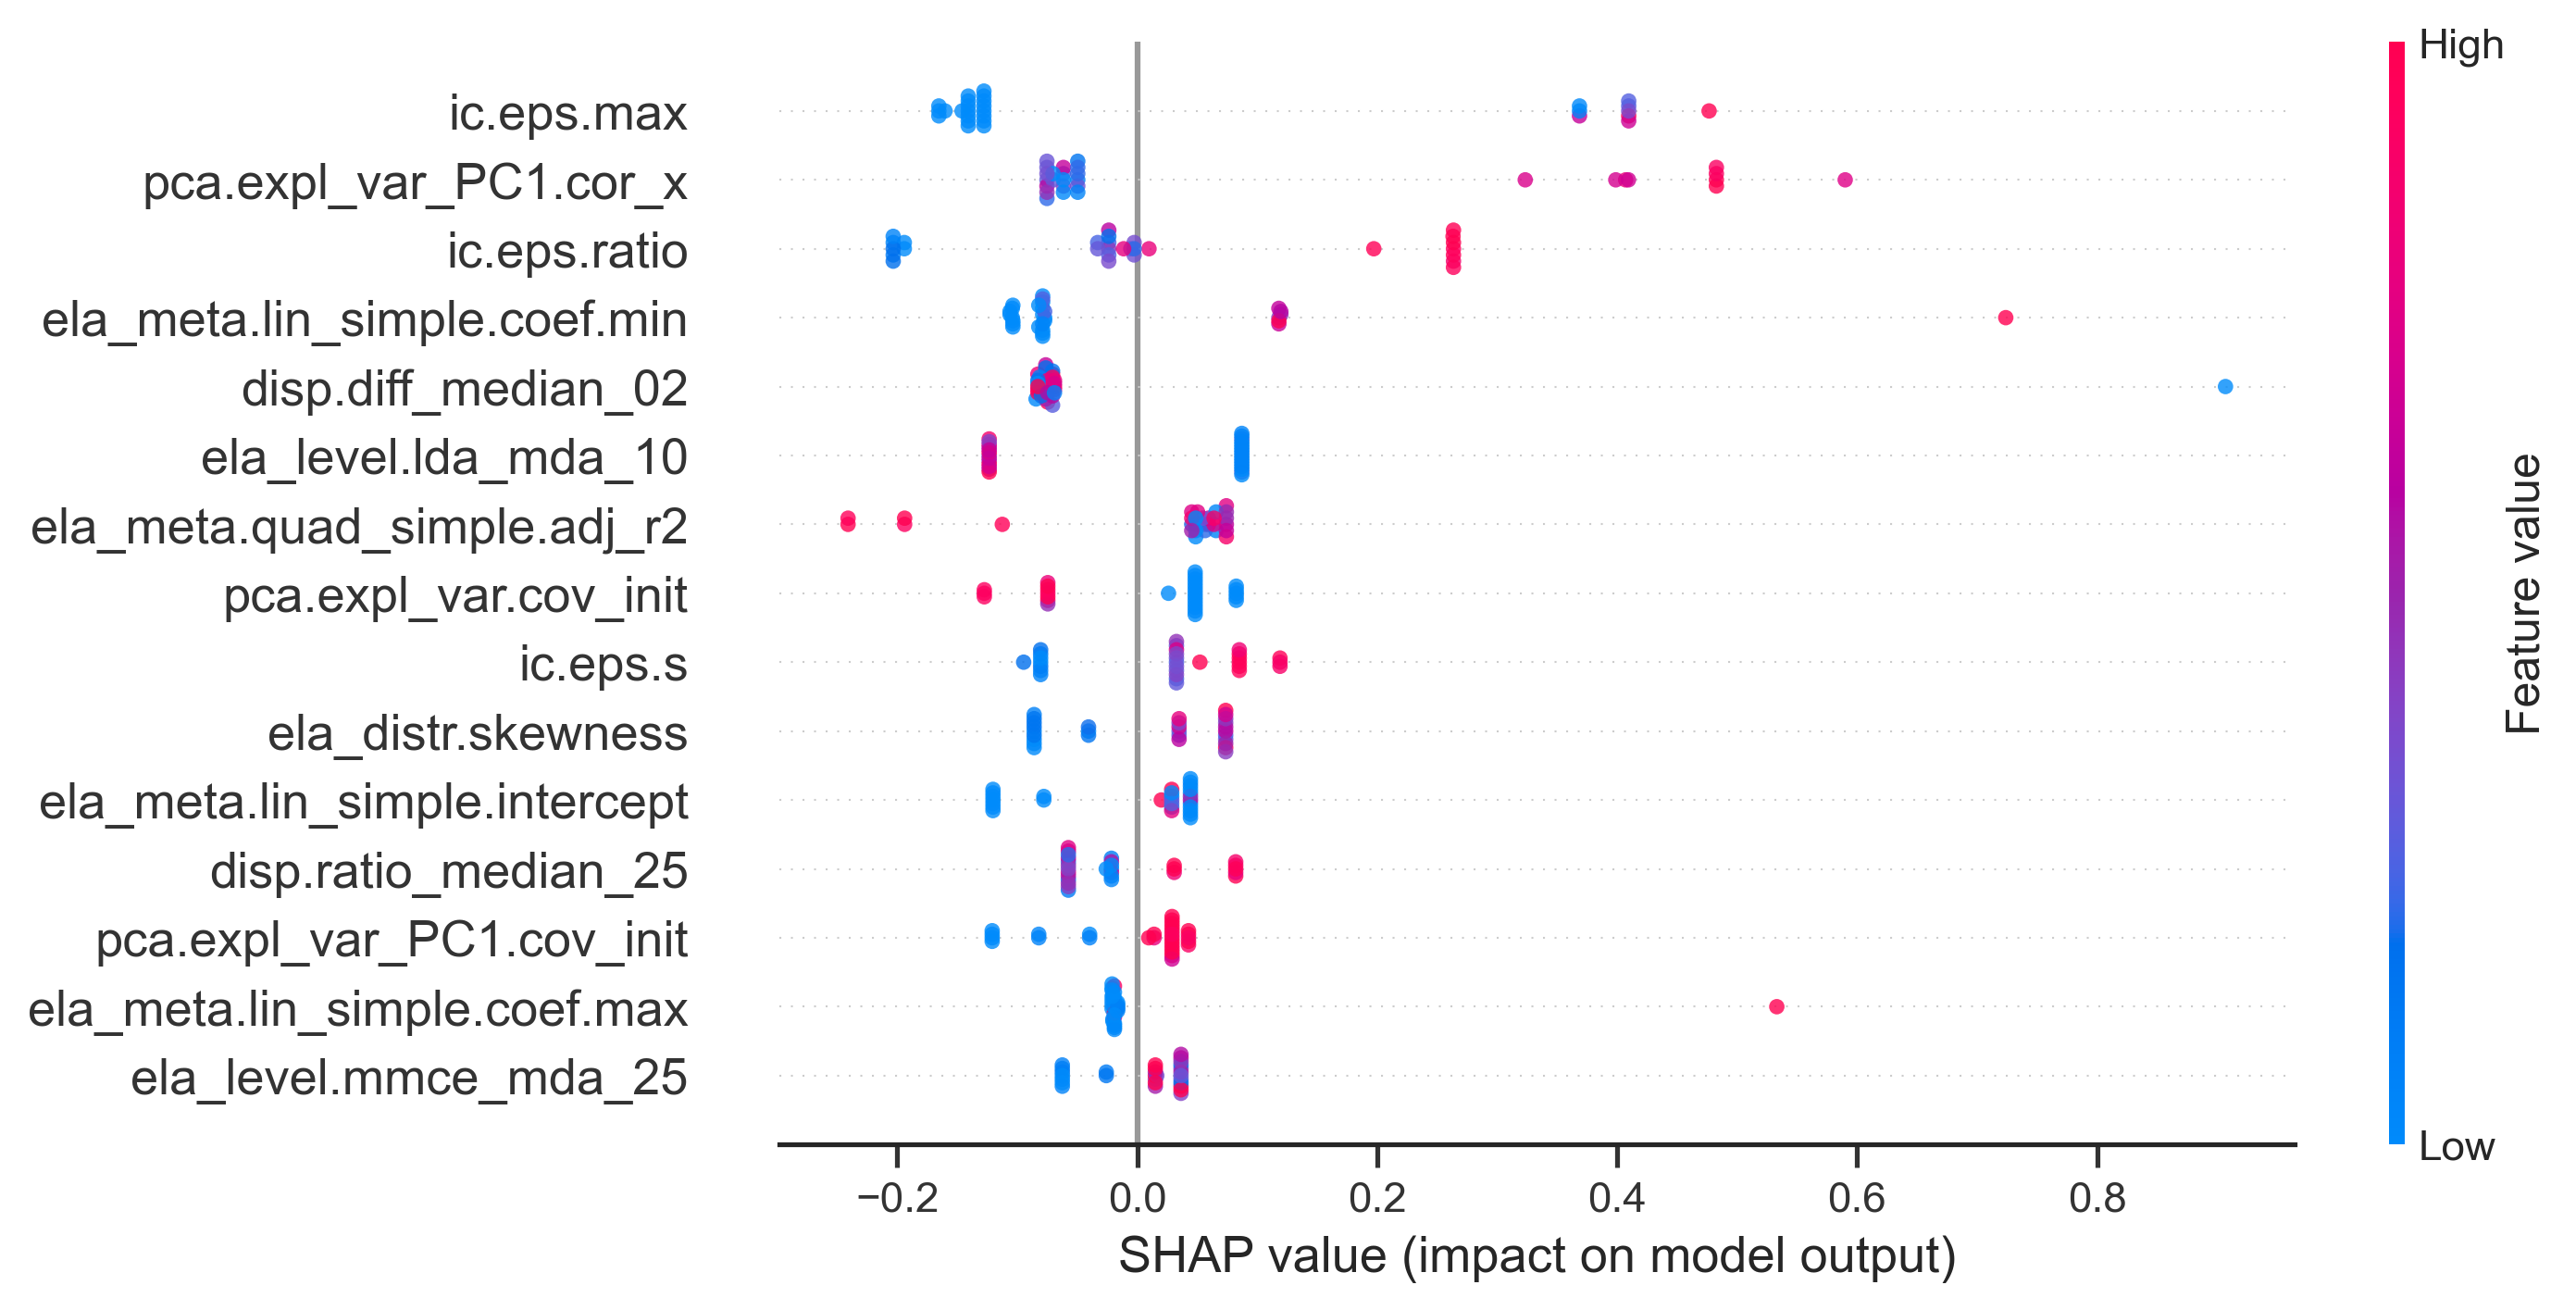 High
ic.eps.max
pca.expl_var_PC1.cor_x
ic.eps.ratio
ela_meta.lin_simple.coef.min
disp.diff_median_02
ela_level.lda_mda_10
ela_meta.quad_simple.adj_r2
pca.expl_var.cov_init
ic.eps.s
ela_distr.skewness
ela_meta.lin_simple.intercept
disp.ratio_median_25
pca.expl_var_PC1.cov_init
ela_meta.lin_simple.coef.max
ela_level.mmce_mda_25
Feature value
Low
−0.2 0.0 0.2 0.4 0.6 0.8
SHAP value (impact on model output)